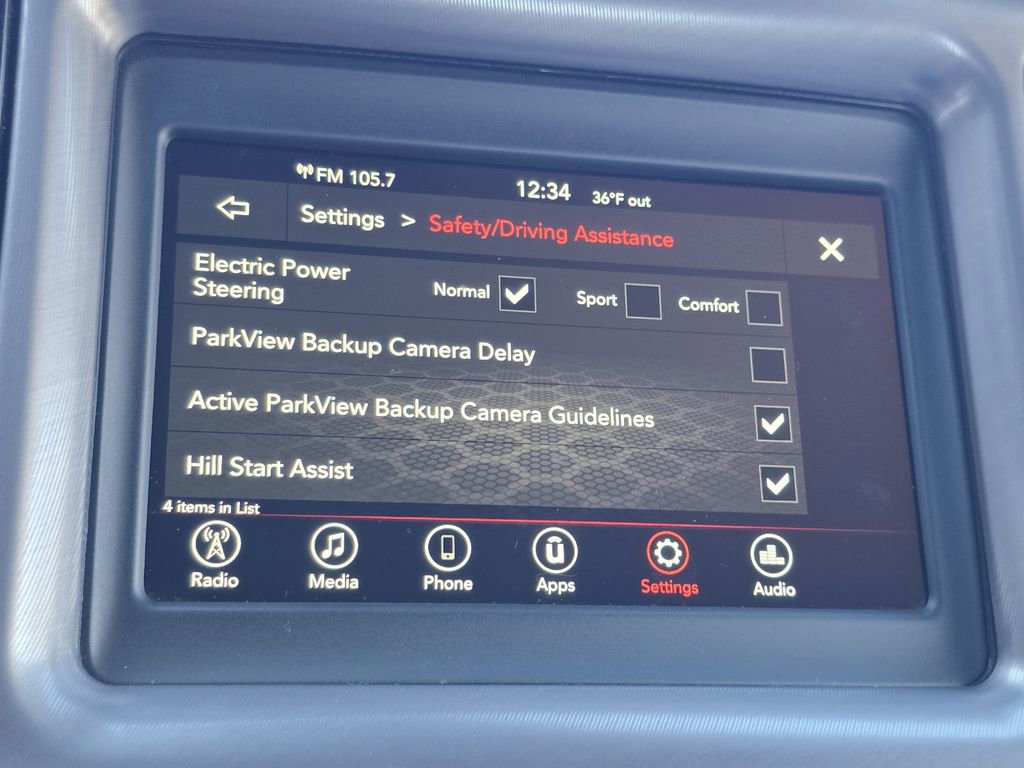 FM 105.7 12:34 36°F out
Settings > Safety/Driving Assistance
Electric Power
Steering Normal Sport Comfort
ParkView Backup Camera Delay
Active ParkView Backup Camera Guidelines
Hill Start Assist
4 items in List
Radio Media Phone Apps Settings Audio